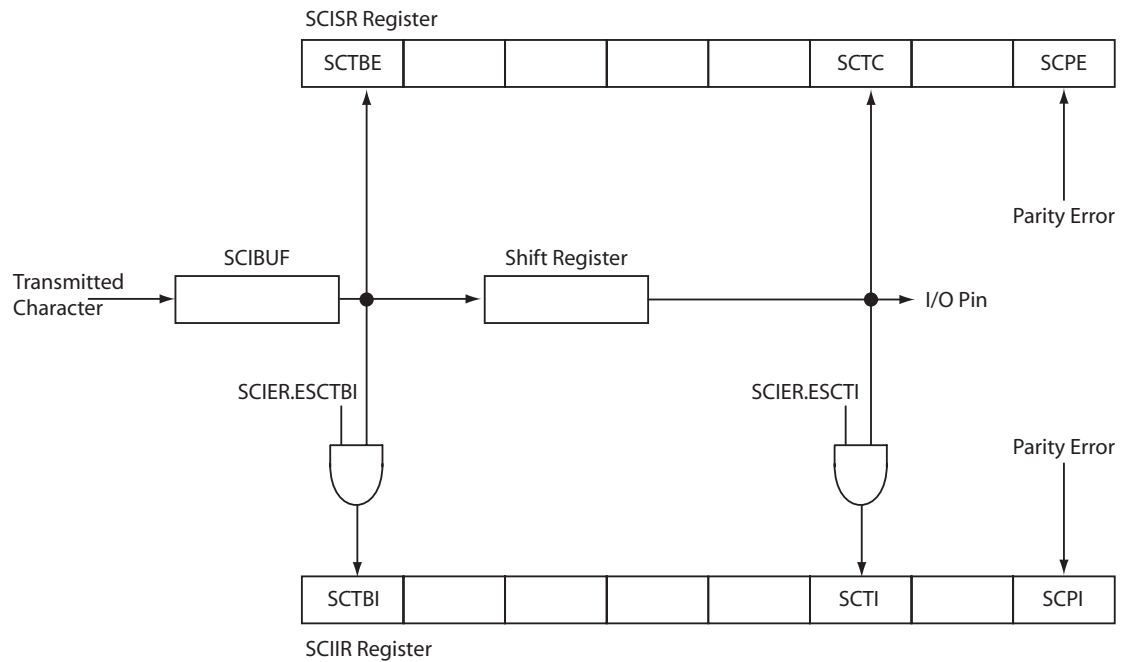 SCISR Register
SCTBE
SCTC
SCPE
Parity Error
SCIBUF
Shift Register
Transmitted
Character
I/O Pin
SCIER.ESCTBI
SCIER.ESCTI
Parity Error
SCTBI
SCTI
SCPI
SCIIR Register